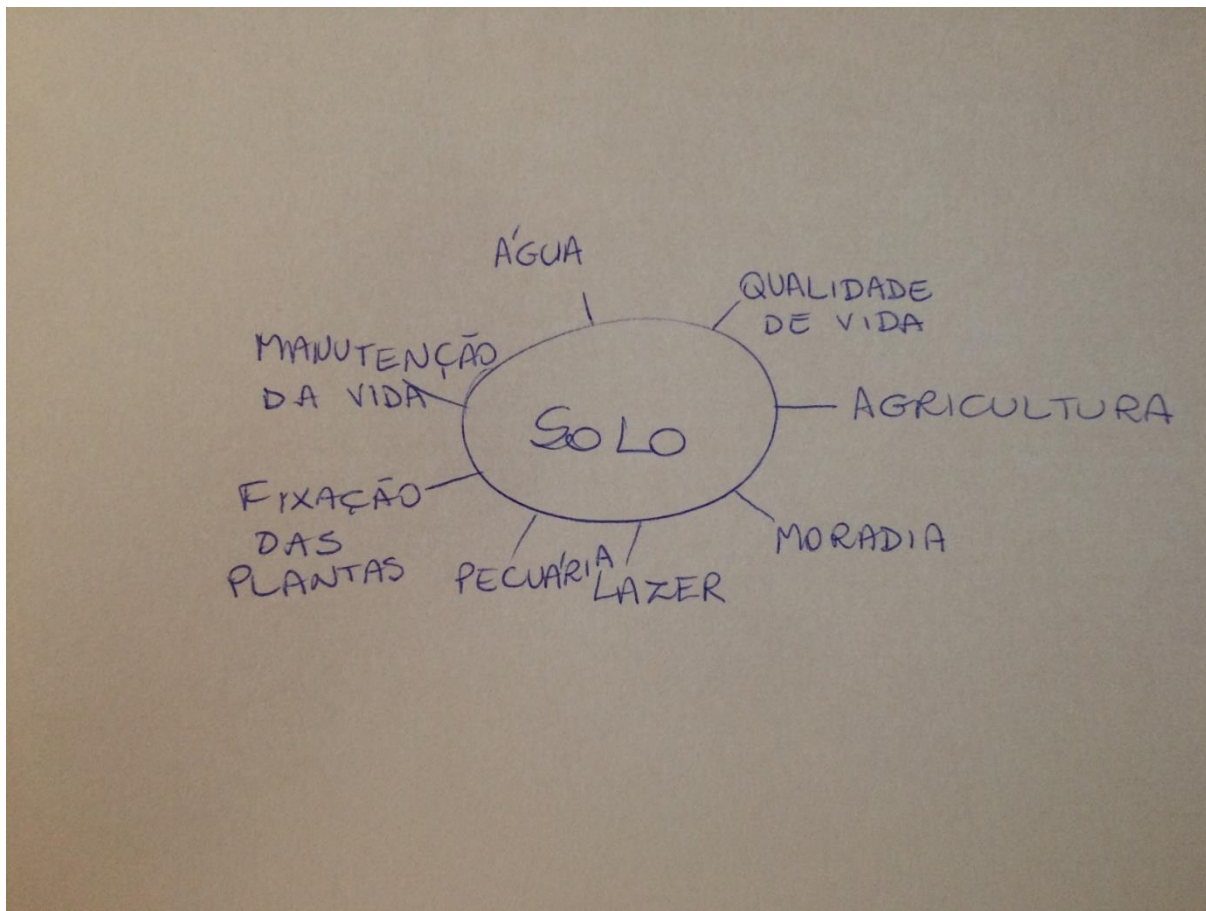 ÁGUA
QUALIDADE
DE VIDA
MANUTENÇÃO
DA VIDA
AGRICULTURA
SOLO
FIXAÇÃO
DAS
PLANTAS
PECUÁRIA
LAZER
MORADIA